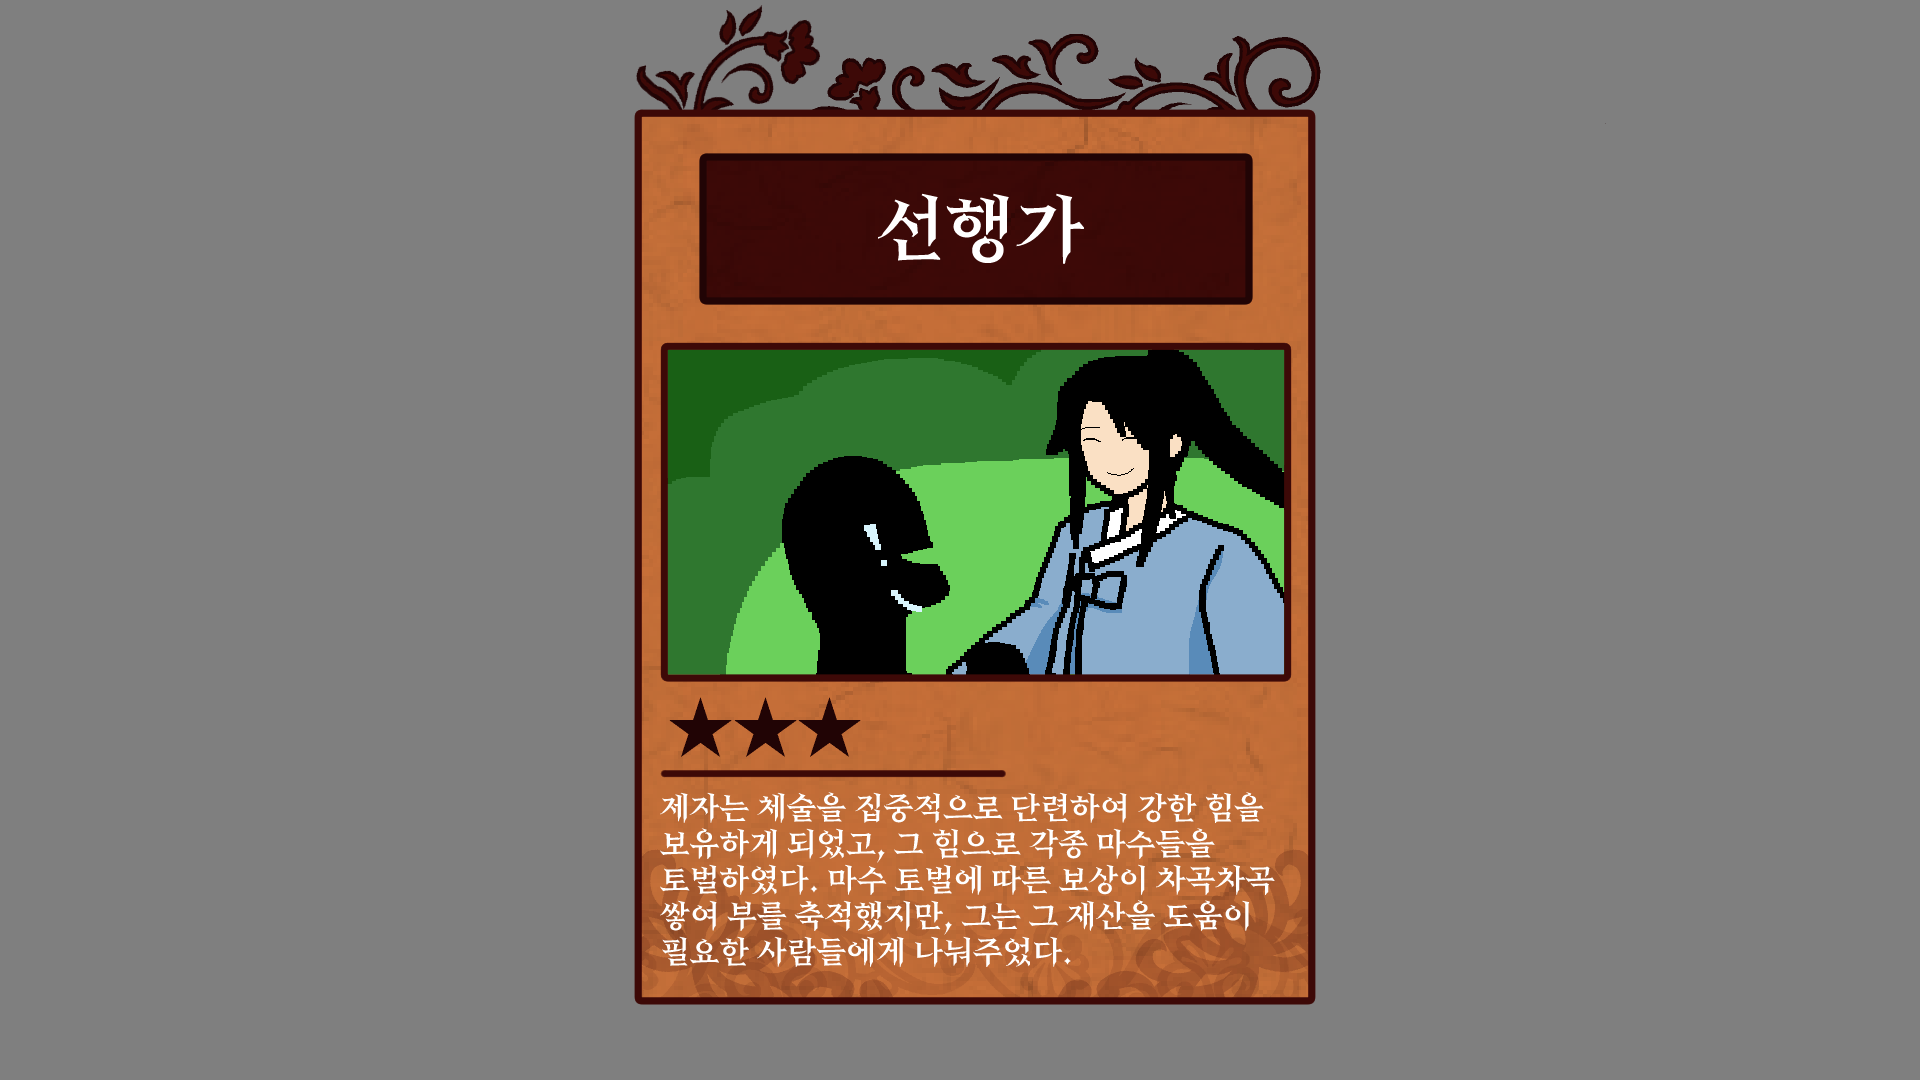 선행가
제자는 체술을 집중적으로 단련하여 강한 힘을
보유하게 되었고, 그 힘으로 각종 마수들을
토벌하였다. 마수 토벌에 따른 보상이 차곡차곡
쌓여 부를 축적했지만, 그는 그 재산을 도움이
필요한 사람들에게 나눠주었다.